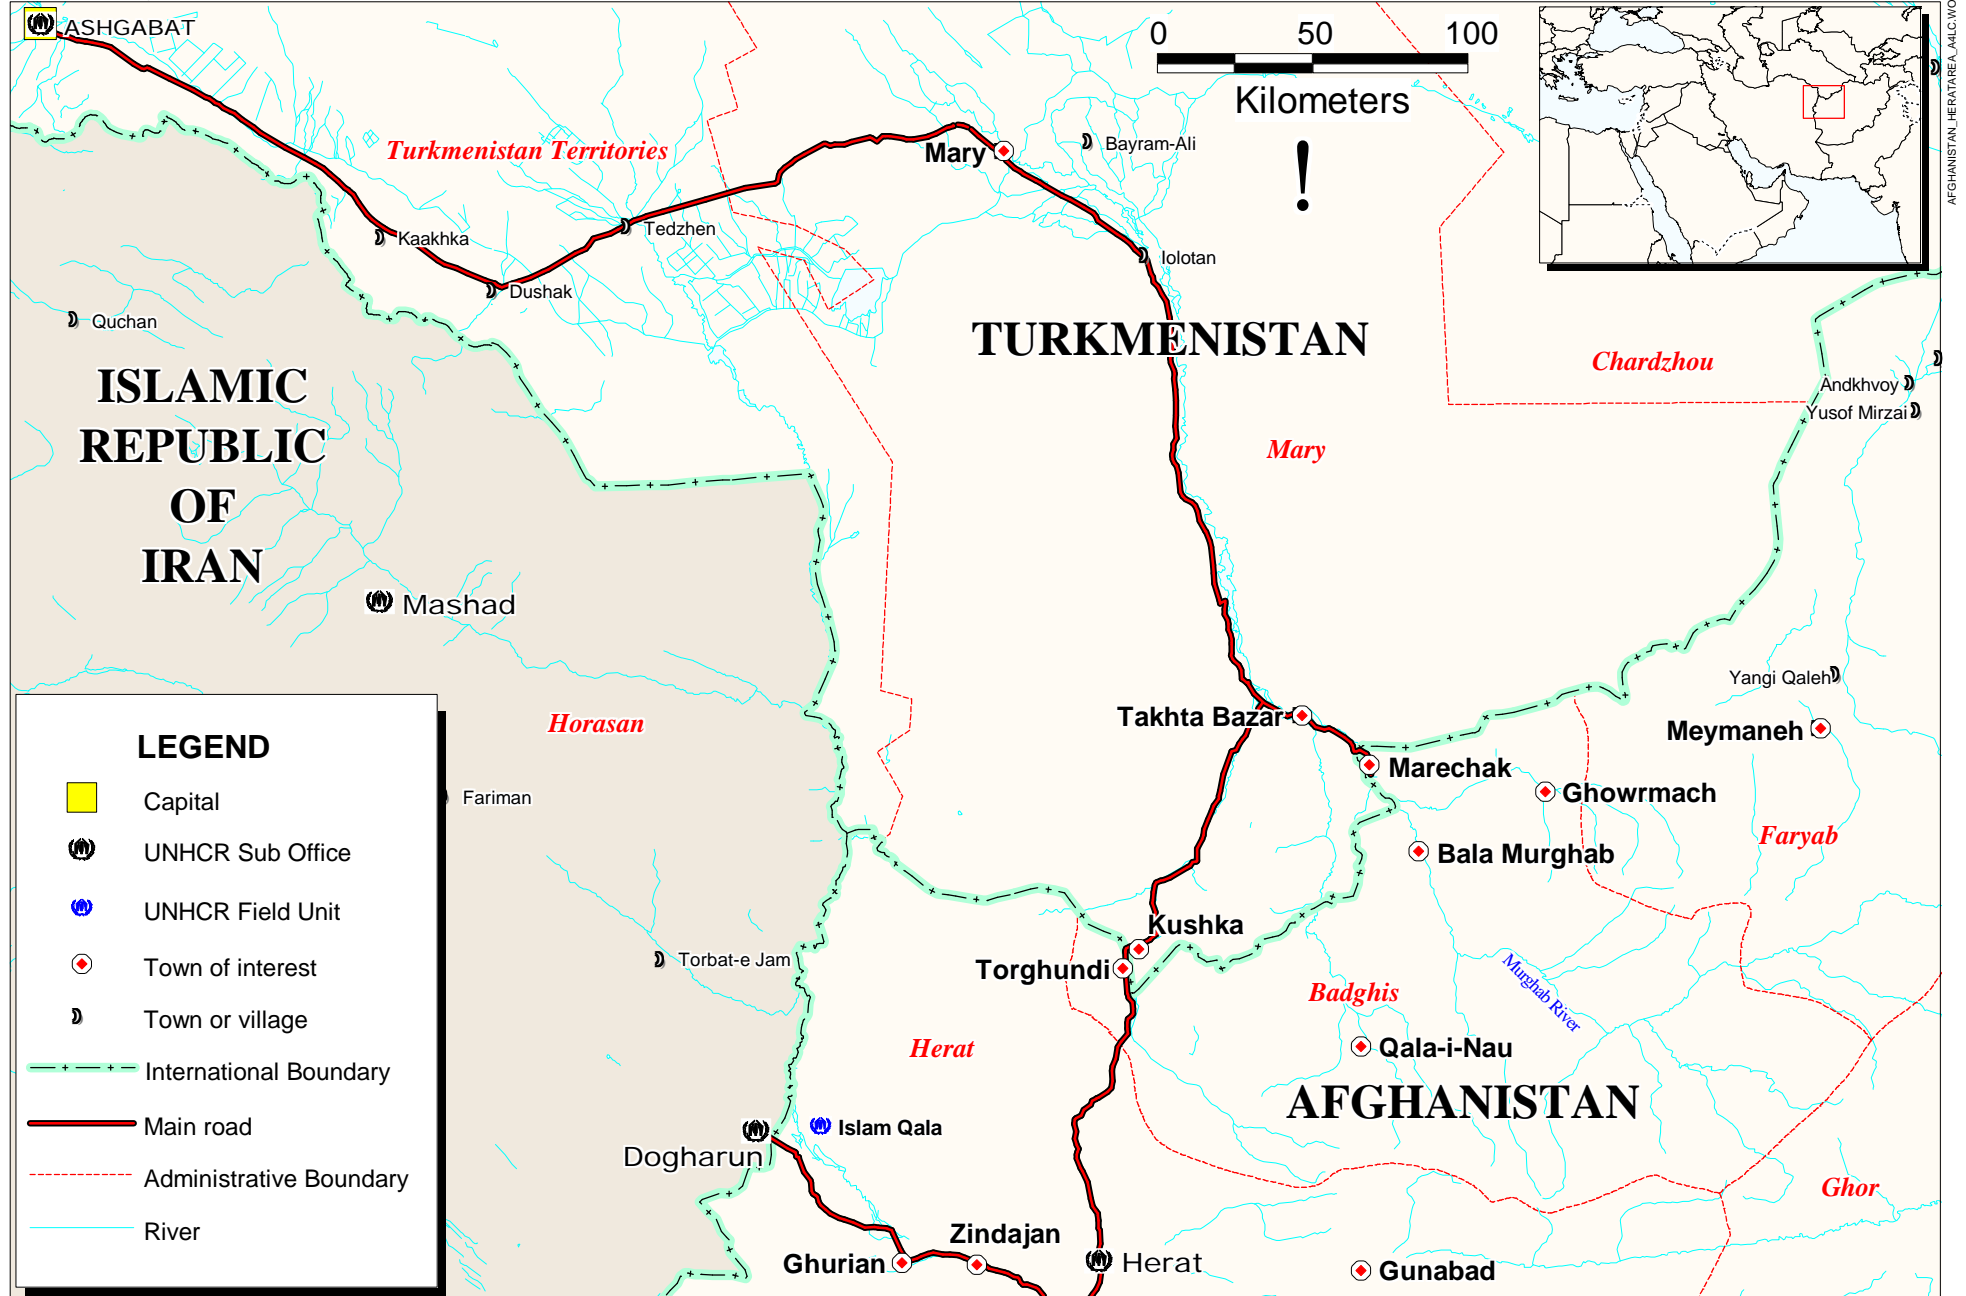 ASHGABAT
0 50 100
Kilometers
!
AFGHANISTAN_HERATAREA_A4LC.WO
Turkmenistan Territories
Mary
Bayram-Ali
Kaakhka
Tedzhen
Iolotan
Dushak
Quchan
TURKMENISTAN
Chardzhou
Andkhvoy
Yusof Mirzai
ISLAMIC
REPUBLIC
OF
IRAN
Mary
Mashad
Yangi Qaleh
Horasan
Takhta Bazar
Meymaneh
Marechak
Ghowrmach
Fariman
Faryab
Bala Murghab
Kushka
Torbat-e Jam
Torghundi
Badghis
Murghab River
Herat
Qala-i-Nau
AFGHANISTAN
Islam Qala
Dogharun
Ghor
Zindajan
Ghurian
Herat
Gunabad
LEGEND
Capital
UNHCR Sub Office
UNHCR Field Unit
Town of interest
Town or village
International Boundary
Main road
Administrative Boundary
River